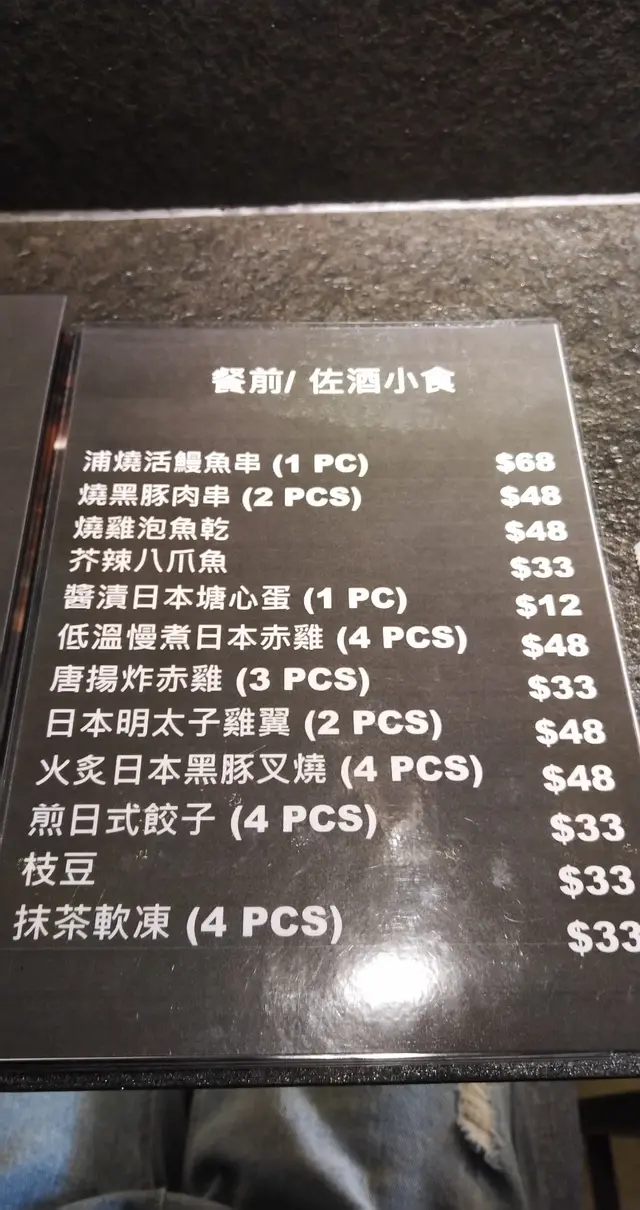 餐前/ 佐酒小食
浦燒活鰻魚串 (1 PC) $68
燒黑豚肉串 (2 PCS) $48
燒雞泡魚乾 $48
芥辣八爪魚 $33
醬漬日本塘心蛋 (1 PC) $12
低溫慢煮日本赤雞 (4 PCS) $48
唐揚炸赤雞 (3 PCS) $33
日本明太子雞翼 (2 PCS) $48
火炙日本黑豚叉燒 (4 PCS) $48
煎日式餃子 (4 PCS) $33
枝豆 $33
抹茶軟凍 (4 PCS) $33